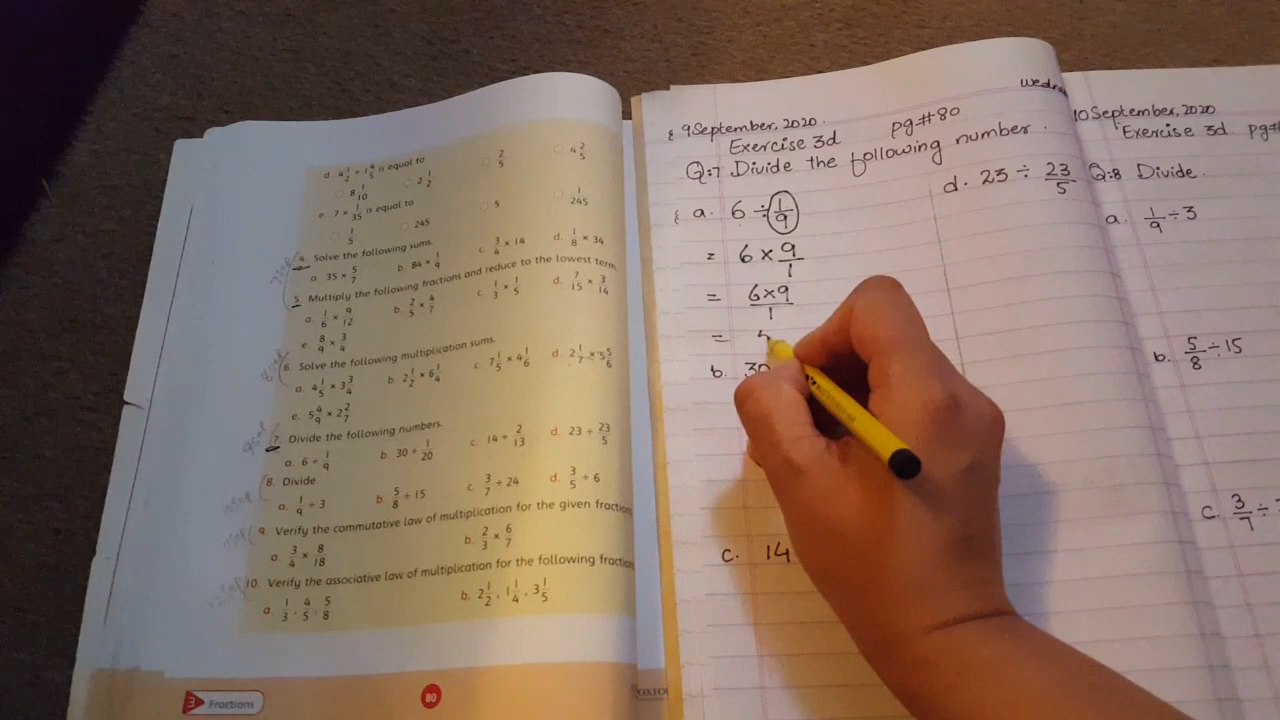 d. 4 1/2 ÷ 1 4/5 is equal to
8 1/10 2 1/2 2/5 4 2/5
e. 7 × 1/35 is equal to
1/5 245 5 1/245
4. Solve the following sums.
a. 35 × 5/7 b. 84 × 1/9 c. 3/4 × 14 d. 1/8 × 34
5. Multiply the following fractions and reduce to the lowest term
a. 1/6 × 9/12 b. 2/5 × 4/7 c. 1/3 × 1/5 d. 7/15 × 3/14
e. 8/9 × 3/4
6. Solve the following multiplication sums.
a. 4 1/5 × 3 3/4 b. 2 1/2 × 6 1/4 c. 7 1/5 × 4 1/6 d. 2 1/7 × 5 5/6
e. 5 4/9 × 2 2/7
7. Divide the following numbers.
a. 6 ÷ 1/9 b. 30 ÷ 1/20 c. 14 ÷ 2/13 d. 23 ÷ 23/5
8. Divide.
a. 1/9 ÷ 3 b. 5/8 ÷ 15 c. 3/7 ÷ 24 d. 3/5 ÷ 6
9. Verify the commutative law of multiplication for the given fraction
a. 3/4 × 8/18 b. 2/3 × 6/7
10. Verify the associative law of multiplication for the following fraction
a. 1/3, 4/5, 5/8 b. 2 1/2, 1 1/4, 3 1/5
3 Fractions 80
9 September, 2020. pg#80
Exercise 3d
Q:7 Divide the following number.
a. 6 ÷ 1/9 d. 23 ÷ 23/5
= 6 × 9/1
= 6×9/1
=
b. 30
c. 14
10 September, 2020
Exercise 3d. pg#
Q:8 Divide.
a. 1/9 ÷ 3
b. 5/8 ÷ 15
c. 3/7 ÷